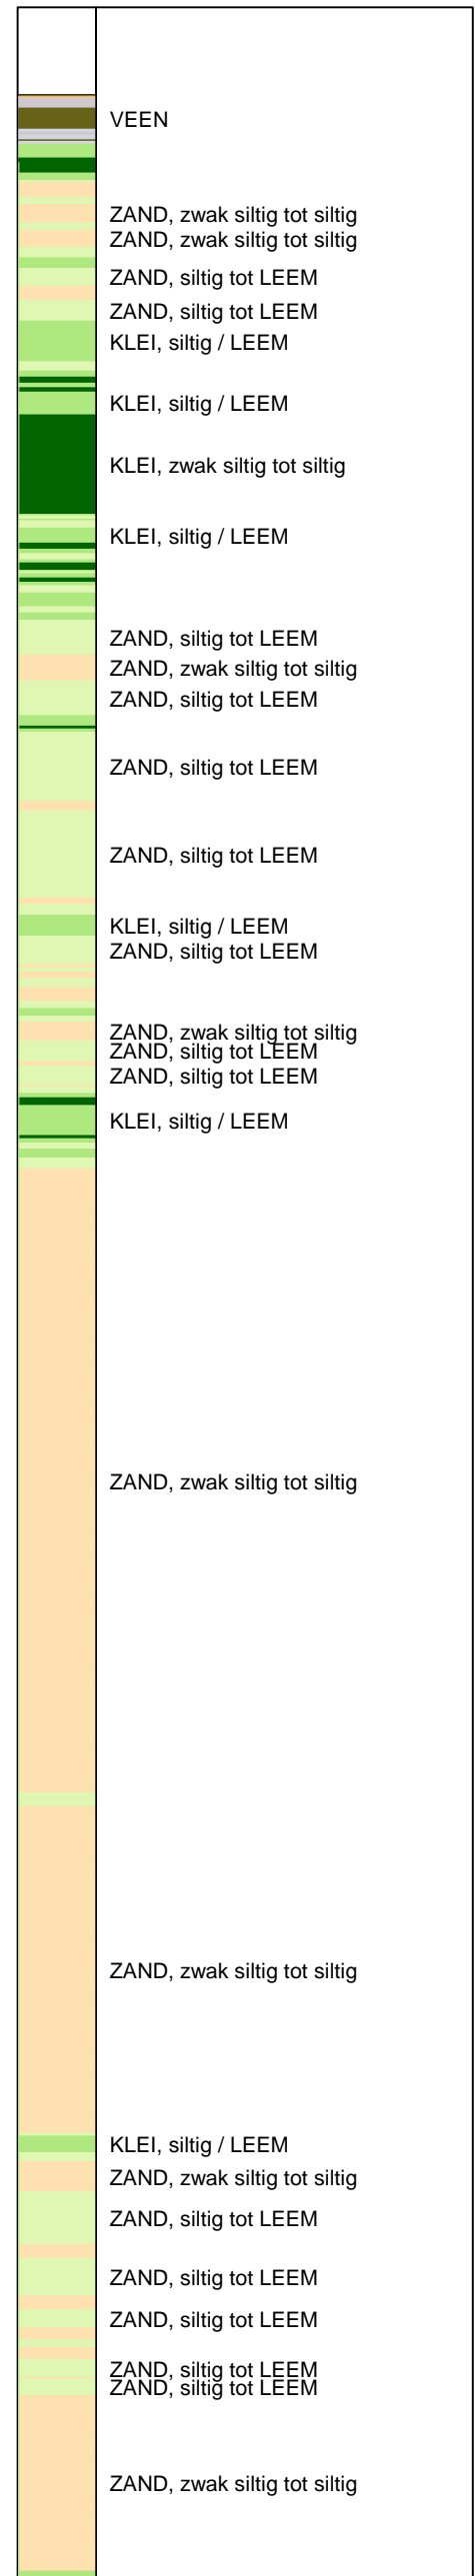 VEEN
ZAND, zwak siltig tot siltig
ZAND, zwak siltig tot siltig
ZAND, siltig tot LEEM
ZAND, siltig tot LEEM
KLEI, siltig / LEEM
KLEI, siltig / LEEM
KLEI, zwak siltig tot siltig
KLEI, siltig / LEEM
ZAND, siltig tot LEEM
ZAND, zwak siltig tot siltig
ZAND, siltig tot LEEM
ZAND, siltig tot LEEM
ZAND, siltig tot LEEM
KLEI, siltig / LEEM
ZAND, siltig tot LEEM
ZAND, zwak siltig tot siltig
ZAND, siltig tot LEEM
ZAND, siltig tot LEEM
KLEI, siltig / LEEM
ZAND, zwak siltig tot siltig
ZAND, zwak siltig tot siltig
KLEI, siltig / LEEM
ZAND, zwak siltig tot siltig
ZAND, siltig tot LEEM
ZAND, siltig tot LEEM
ZAND, siltig tot LEEM
ZAND, siltig tot LEEM
ZAND, siltig tot LEEM
ZAND, zwak siltig tot siltig